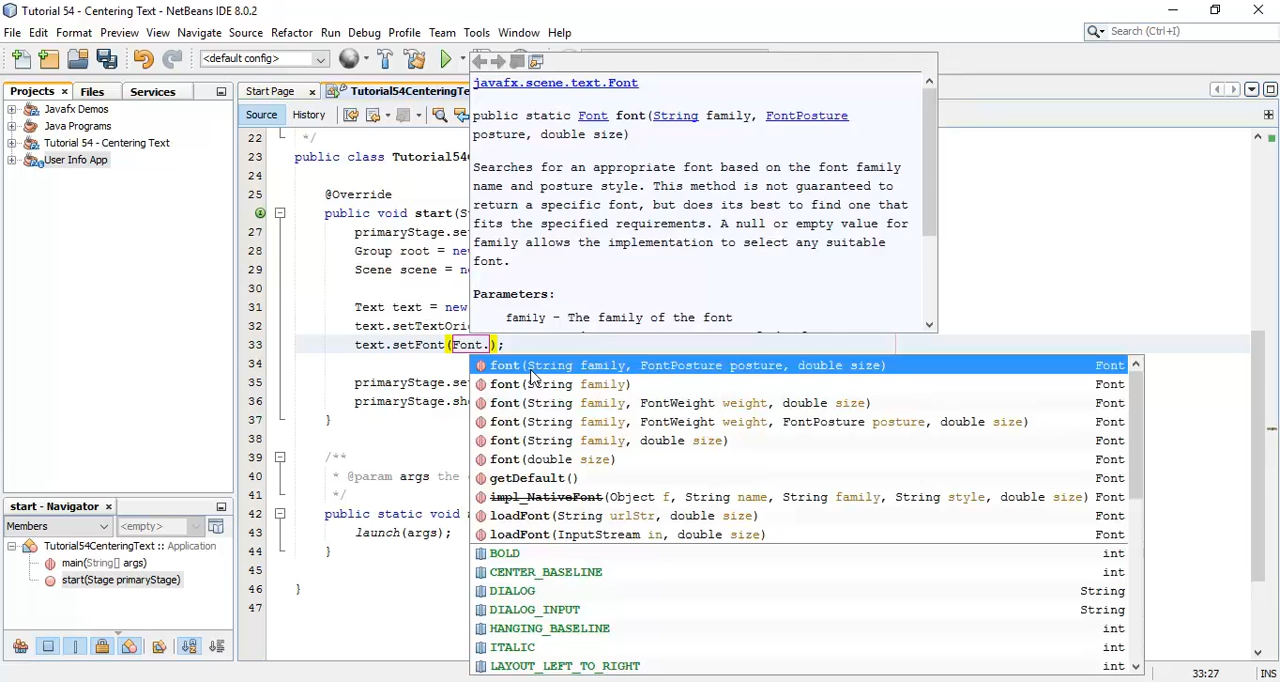 Tutorial 54 - Centering Text - NetBeans IDE 8.0.2
File Edit Format Preview View Navigate Source Refactor Run Debug Profile Team Tools Window Help
Search (Ctrl+I)
<default config>
Projects Files Services
Start Page Tutorial54CenteringTe
Source History
Javafx Demos
Java Programs
Tutorial 54 - Centering Text
User Info App
javafx.scene.text.Font
public static Font font(String family, FontPosture
posture, double size)
Searches for an appropriate font based on the font family
name and posture style. This method is not guaranteed to
return a specific font, but does its best to find one that
fits the specified requirements. A null or empty value for
family allows the implementation to select any suitable
font.
Parameters:
family - The family of the font
22 */
23 public class Tutorial54C
24
25 @Override
public void start(S
27 primaryStage.set
28 Group root = new
29 Scene scene = ne
30
31 Text text = new
32 text.setTextOri
33 text.setFont(Font.);
34
35 primaryStage.set
36 primaryStage.sho
37 }
38
39 /**
40 * @param args the c
41 */
42 public static void m
43 launch(args);
44 }
45
46 }
47
font(String family, FontPosture posture, double size) Font
font(String family) Font
font(String family, FontWeight weight, double size) Font
font(String family, FontWeight weight, FontPosture posture, double size) Font
font(String family, double size) Font
font(double size) Font
getDefault() Font
impl_NativeFont(Object f, String name, String family, String style, double size) Font
loadFont(String urlStr, double size) Font
loadFont(InputStream in, double size) Font
BOLD int
CENTER_BASELINE int
DIALOG String
DIALOG_INPUT String
HANGING_BASELINE int
ITALIC int
LAYOUT_LEFT_TO_RIGHT int
start - Navigator
Members <empty>
Tutorial54CenteringText :: Application
main(String[] args)
start(Stage primaryStage)
33:27 INS